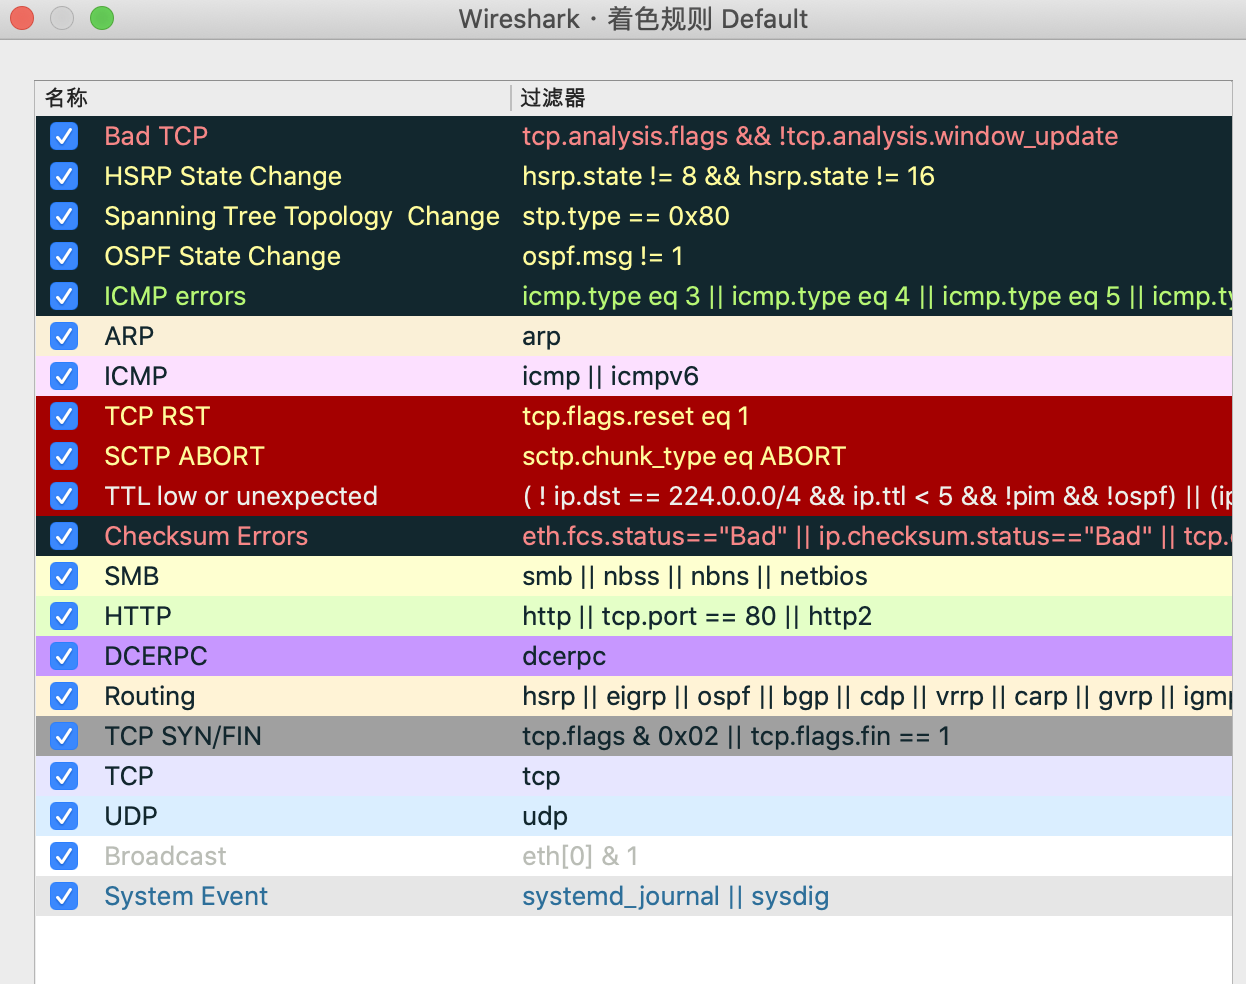 Wireshark · 着色规则 Default
名称 过滤器
Bad TCP tcp.analysis.flags && !tcp.analysis.window_update
HSRP State Change hsrp.state != 8 && hsrp.state != 16
Spanning Tree Topology  Change stp.type == 0x80
OSPF State Change ospf.msg != 1
ICMP errors icmp.type eq 3 || icmp.type eq 4 || icmp.type eq 5 || icmp.ty
ARP arp
ICMP icmp || icmpv6
TCP RST tcp.flags.reset eq 1
SCTP ABORT sctp.chunk_type eq ABORT
TTL low or unexpected ( ! ip.dst == 224.0.0.0/4 && ip.ttl < 5 && !pim && !ospf) || (ip
Checksum Errors eth.fcs.status=="Bad" || ip.checksum.status=="Bad" || tcp.
SMB smb || nbss || nbns || netbios
HTTP http || tcp.port == 80 || http2
DCERPC dcerpc
Routing hsrp || eigrp || ospf || bgp || cdp || vrrp || carp || gvrp || igmp
TCP SYN/FIN tcp.flags & 0x02 || tcp.flags.fin == 1
TCP tcp
UDP udp
Broadcast eth[0] & 1
System Event systemd_journal || sysdig